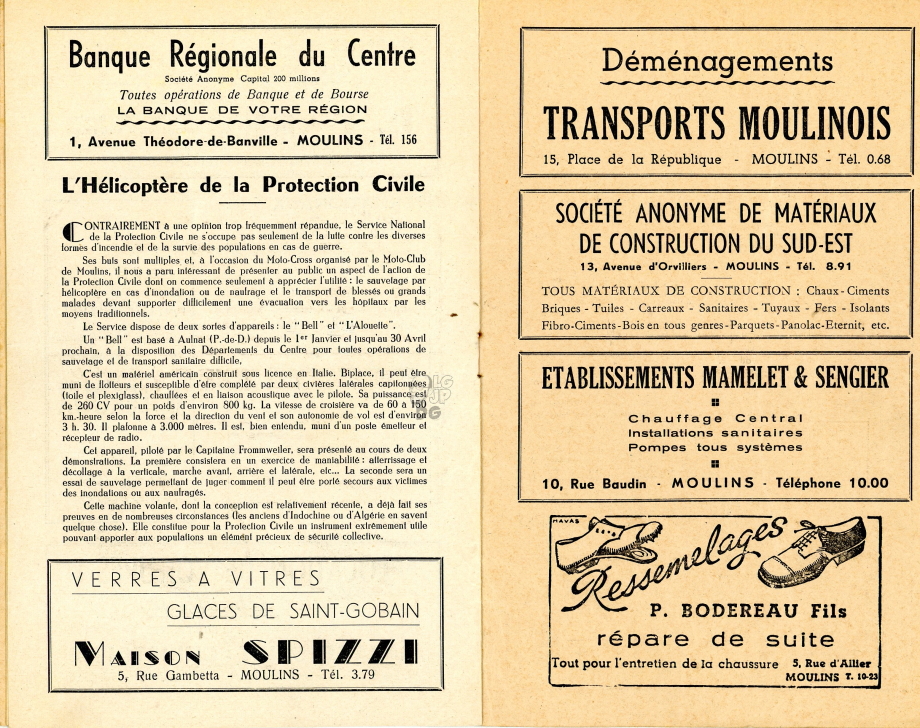 Banque Régionale du Centre
Société Anonyme Capital 200 millions
Toutes opérations de Banque et de Bourse
LA BANQUE DE VOTRE RÉGION
1, Avenue Théodore-de-Banville - MOULINS - Tél. 156
L'Hélicoptère de la Protection Civile
CONTRAIREMENT à une opinion trop fréquemment répandue, le Service National
de la Protection Civile ne s'occupe pas seulement de la lutte contre les diverses
formes d'incendie et de la survie des populations en cas de guerre.
Ses buts sont multiples et, à l'occasion du Moto-Cross organisé par le Moto-Club
de Moulins, il nous a paru intéressant de présenter au public un aspect de l'action de
la Protection Civile dont on commence seulement à apprécier l'utilité : le sauvetage par
hélicoptère en cas d'inondation ou de naufrage et le transport de blessés ou grands
malades devant supporter difficilement une évacuation vers les hôpitaux par les
moyens traditionnels.
Le Service dispose de deux sortes d'appareils : le "Bell" et "L'Alouette".
Un "Bell" est basé à Aulnat (P.-de-D.) depuis le 1er Janvier et jusqu'au 30 Avril
prochain, à la disposition des Départements du Centre pour toutes opérations de
sauvetage et de transport sanitaire difficile.
C'est un matériel américain construit sous licence en Italie. Biplace, il peut être
muni de flotteurs et susceptible d'être complété par deux civières latérales capitonnées
(toile et plexiglass), chauffées et en liaison acoustique avec le pilote. Sa puissance est
de 260 CV pour un poids d'environ 800 kg. La vitesse de croisière va de 60 à 150
km.-heure selon la force et la direction du vent et son autonomie de vol est d'environ
3 h. 30. Il plafonne à 3.000 mètres. Il est, bien entendu, muni d'un poste émetteur et
récepteur de radio.
Cet appareil, piloté par le Capitaine Frommweiler, sera présenté au cours de deux
démonstrations. La première consistera en un exercice de maniabilité : atterrissage et
décollage à la verticale, marche avant, arrière et latérale, etc... La seconde sera un
essai de sauvetage permettant de juger comment il peut être porté secours aux victimes
des inondations ou aux naufragés.
Cette machine volante, dont la conception est relativement récente, a déjà fait ses
preuves en de nombreuses circonstances (les anciens d'Indochine ou d'Algérie en savent
quelque chose). Elle constitue pour la Protection Civile un instrument extrêmement utile
pouvant apporter aux populations un élément précieux de sécurité collective.
VERRES A VITRES
GLACES DE SAINT-GOBAIN
MAISON SPIZZI
5, Rue Gambetta - MOULINS - Tél. 3.79
Déménagements
TRANSPORTS MOULINOIS
15, Place de la République - MOULINS - Tél. 0.68
SOCIÉTÉ ANONYME DE MATÉRIAUX
DE CONSTRUCTION DU SUD-EST
13, Avenue d'Orvilliers - MOULINS - Tél. 8.91
TOUS MATÉRIAUX DE CONSTRUCTION : Chaux-Ciments
Briques - Tuiles - Carreaux - Sanitaires - Tuyaux - Fers - Isolants
Fibro-Ciments-Bois en tous genres-Parquets-Panolac-Eternit, etc.
ETABLISSEMENTS MAMELET & SENGIER
Chauffage Central
Installations sanitaires
Pompes tous systèmes
10, Rue Baudin - MOULINS - Téléphone 10.00
HAVAS
Ressemelages
P. BODEREAU Fils
répare de suite
Tout pour l'entretien de la chaussure 5, Rue d'Allier
MOULINS T. 10-23